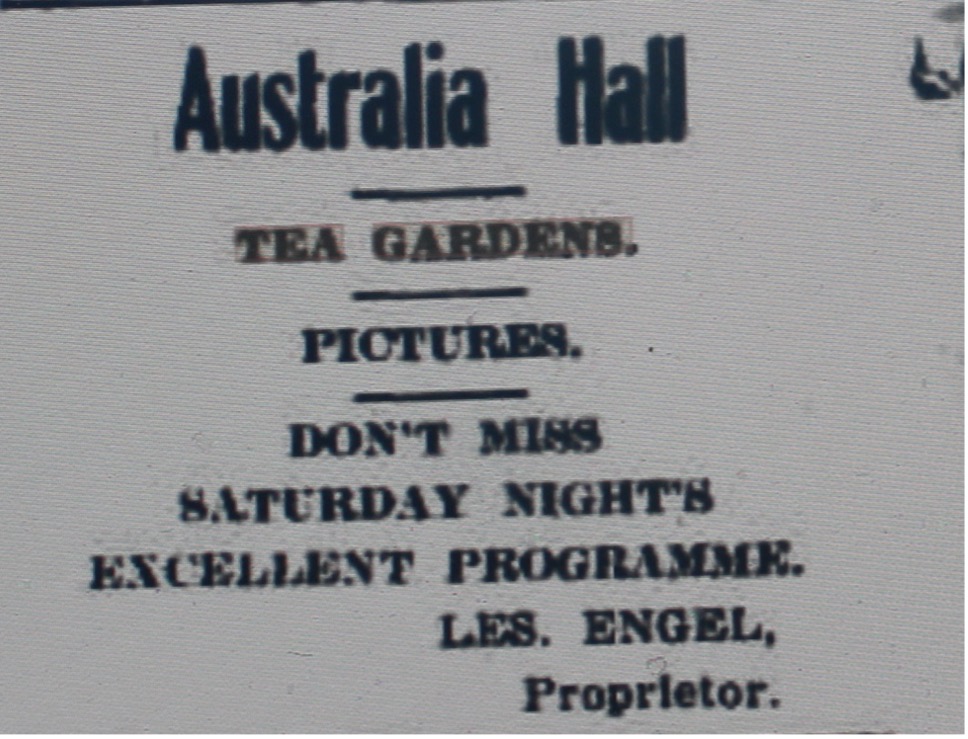 Australia Hall
TEA GARDENS.
PICTURES.
DON'T MISS
SATURDAY NIGHT'S
EXCELLENT PROGRAMME.
LES. ENGEL,
Proprietor.